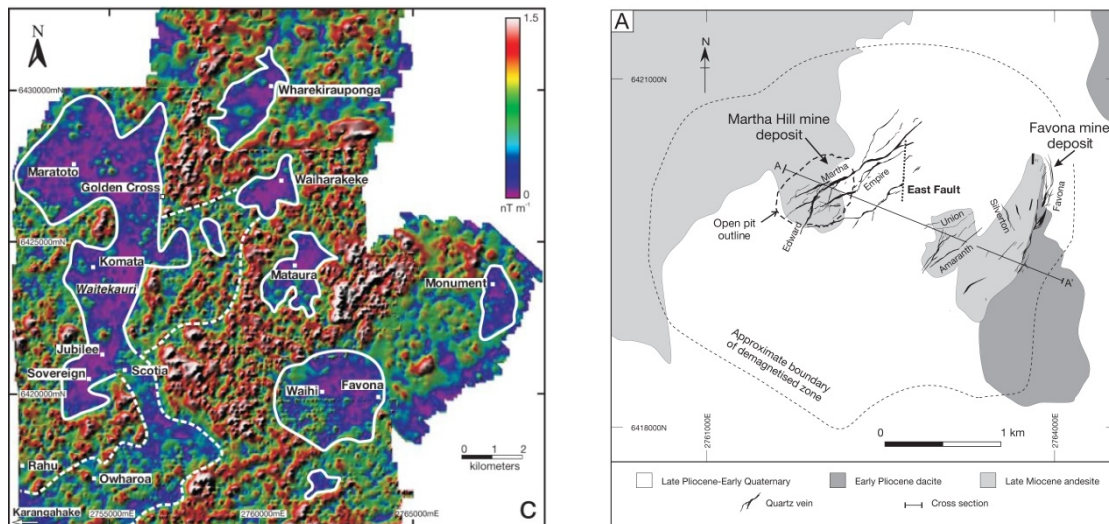 N
1.5
0
nT m⁻¹
6430000mN
Wharekirauponga
Maratoto
Golden Cross
Waiharakeke
6425000mN
Komata
Mataura
Monument
Waitekauri
Jubilee
Scotia
Sovereign
Waihi
Favona
6420000mN
Rahu
Owharoa
0 1 2
kilometers
Karangahake
2755000mE
2760000mE
2765000mE
C
A
N
6421000N
Martha Hill mine
deposit
Favona mine
deposit
A
Martha
Empire
East Fault
Favona
Open pit
outline
Edward
Union
Silverton
Amaranth
A'
Approximate boundary
of demagnetised zone
6418000N
2761000E
2764000E
0 1 km
Late Pliocene-Early Quaternary
Early Pliocene dacite
Late Miocene andesite
Quartz vein
Cross section